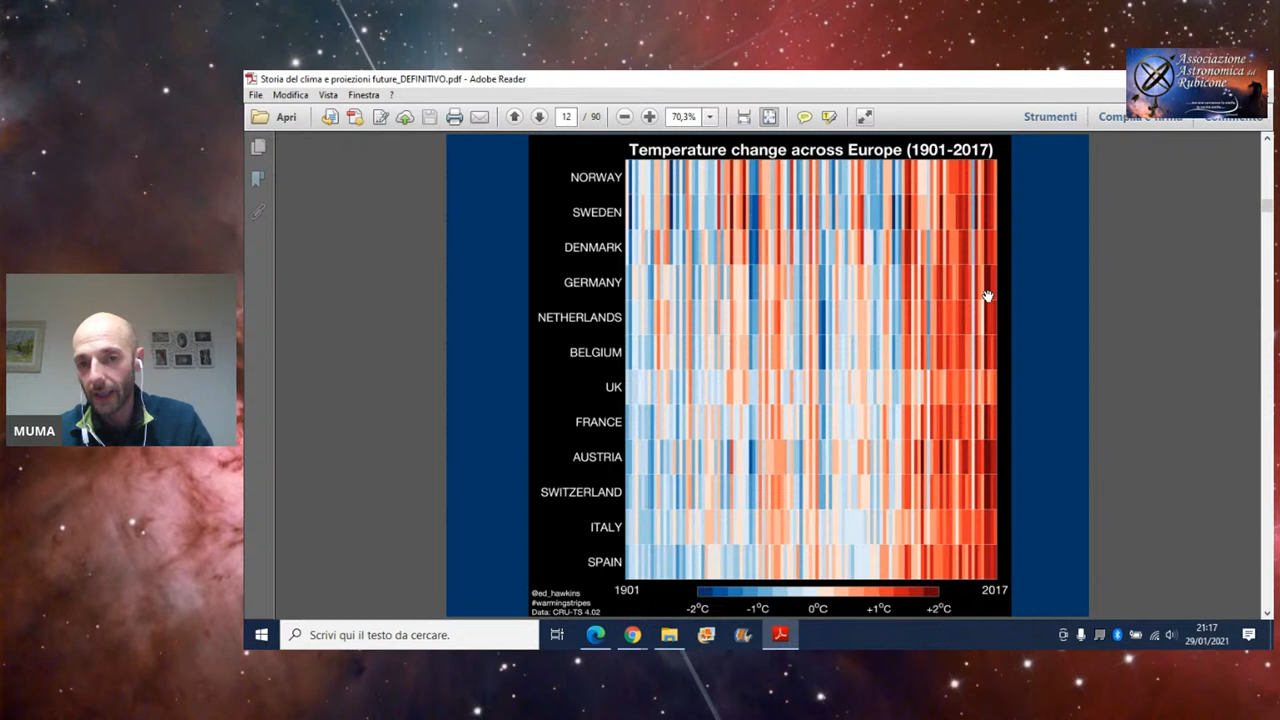 Storia del clima e proiezioni future_DEFINITIVO.pdf - Adobe Reader
Associazione
Astronomica del
Rubicone
File Modifica Vista Finestra ?
Apri
12 / 90
70,3%
Strumenti
Temperature change across Europe (1901-2017)
NORWAY
SWEDEN
DENMARK
GERMANY
NETHERLANDS
BELGIUM
UK
FRANCE
AUSTRIA
SWITZERLAND
ITALY
SPAIN
MUMA
1901
2017
@ed_hawkins
#warmingstripes
Data: CRU-TS 4.02
-2°C -1°C 0°C +1°C +2°C
Scrivi qui il testo da cercare.
21:17
29/01/2021